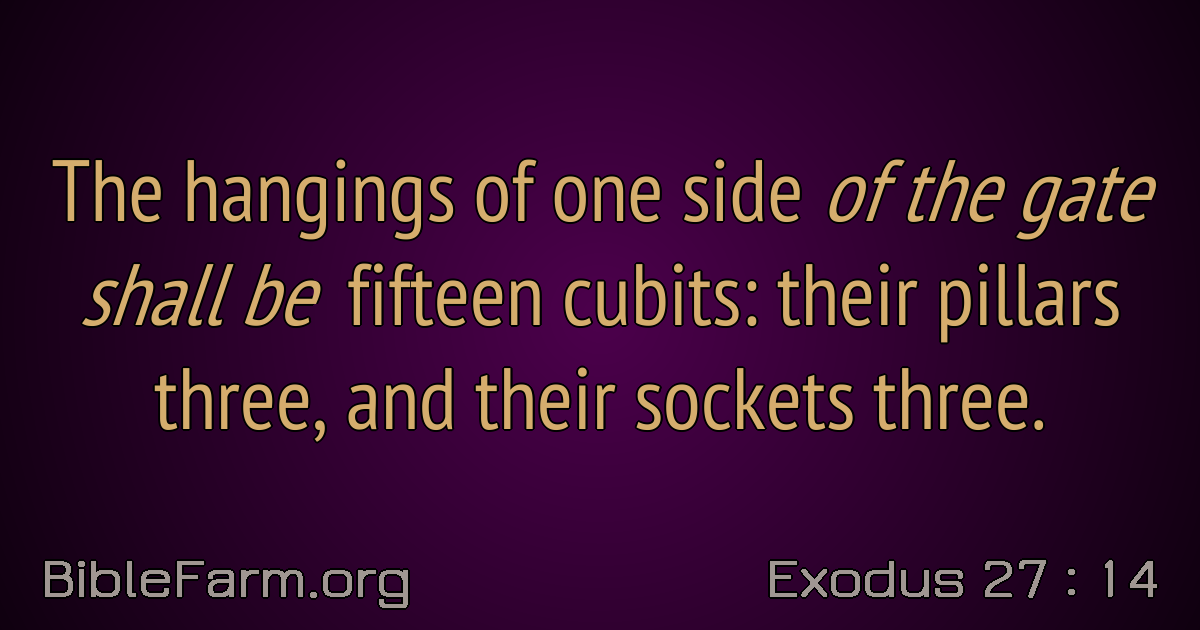 The hangings of one side of the gate
shall be fifteen cubits: their pillars
three, and their sockets three.
BibleFarm.org
Exodus 27 : 14